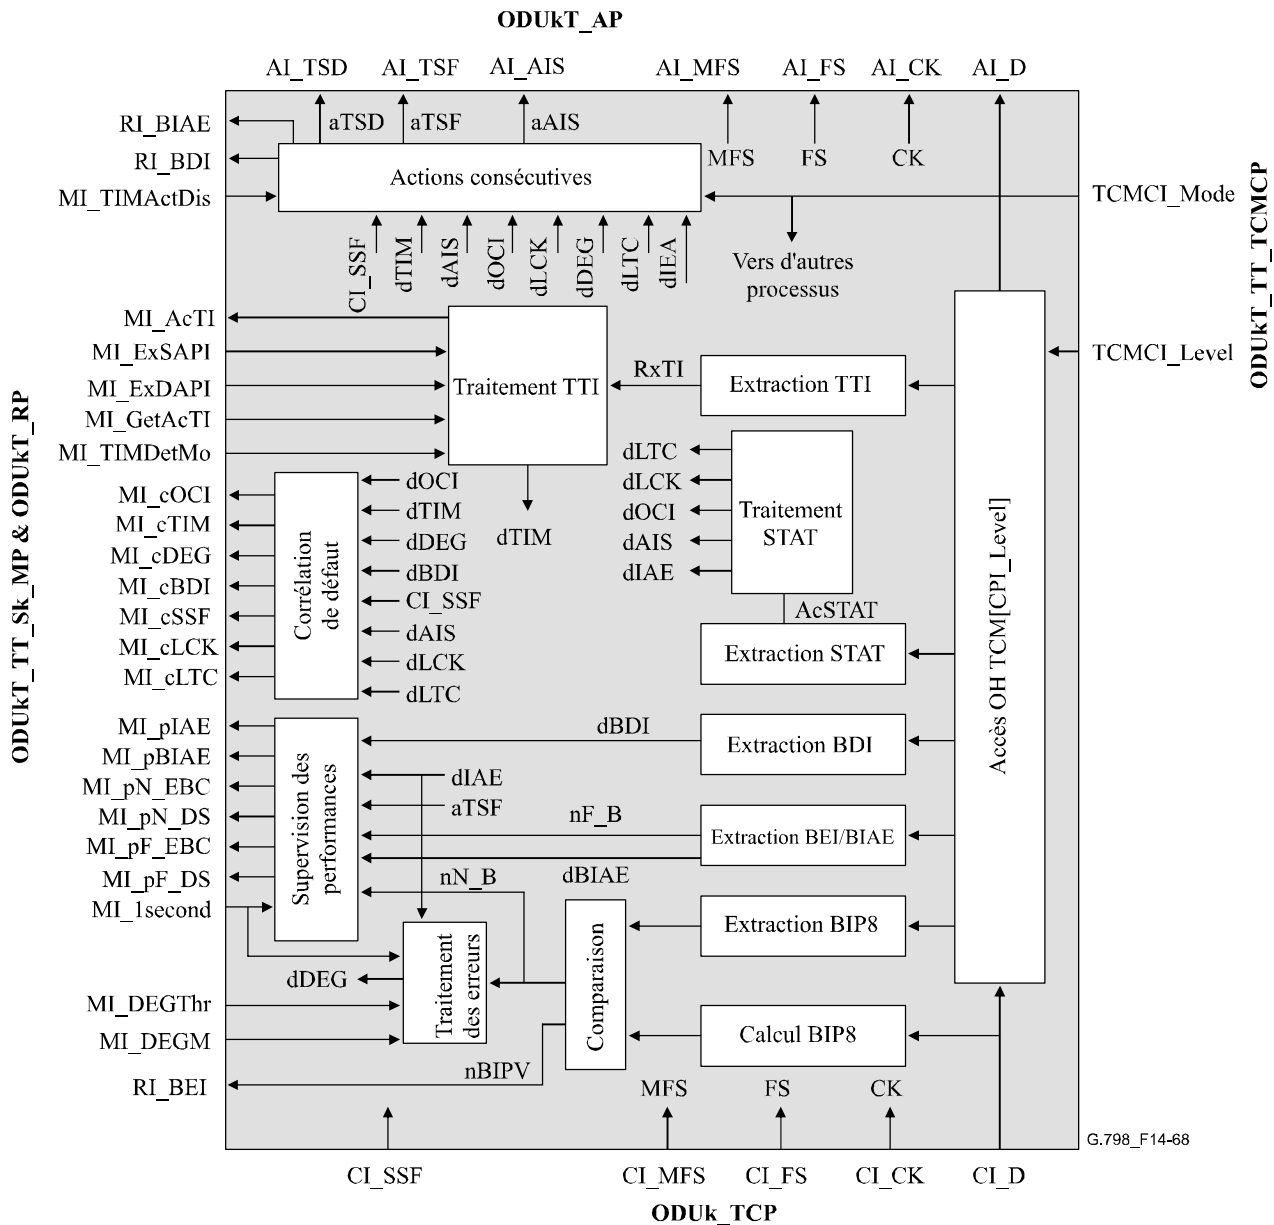 ODUkT_AP
AI_TSD AI_TSF AI_AIS AI_MFS AI_FS AI_CK AI_D
RI_BIAE
aTSD aTSF aAIS
RI_BDI
MFS FS CK
Actions consécutives
MI_TIMActDis
TCMCI_Mode
CI_SSF
dTIM
dAIS
dOCI
dLCK
dDEG
dLTC
dIEA
Vers d'autres
processus
ODUkT_TT_TCMCP
MI_AcTI
MI_ExSAPI
MI_ExDAPI
MI_GetAcTI
MI_TIMDetMo
Traitement TTI
RxTI
Extraction TTI
TCMCI_Level
dTIM
ODUkT_TT_Sk_MP & ODUkT_RP
MI_cOCI
MI_cTIM
MI_cDEG
MI_cBDI
MI_cSSF
MI_cLCK
MI_cLTC
Corrélation
de défaut
dOCI
dTIM
dDEG
dBDI
CI_SSF
dAIS
dLCK
dLTC
dLTC
dLCK
dOCI
dAIS
dIAE
Traitement
STAT
AcSTAT
Extraction STAT
Accès OH TCM[CPI_Level]
MI_pIAE
MI_pBIAE
MI_pN_EBC
MI_pN_DS
MI_pF_EBC
MI_pF_DS
MI_1second
Supervision des
performances
dBDI
Extraction BDI
dIAE
aTSF
nF_B
Extraction BEI/BIAE
dBIAE
nN_B
Extraction BIP8
Comparaison
Traitement
des erreurs
dDEG
MI_DEGThr
MI_DEGM
Calcul BIP8
nBIPV
RI_BEI
MFS FS CK
G.798_F14-68
CI_SSF CI_MFS CI_FS CI_CK CI_D
ODUk_TCP